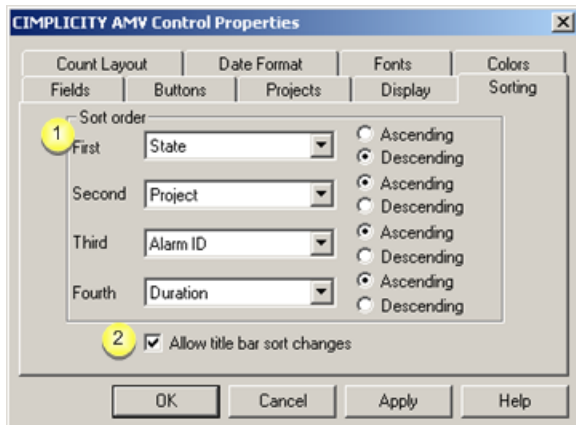 CIMPLICITY AMV Control Properties
Count Layout Date Format Fonts Colors
Fields Buttons Projects Display Sorting
Sort order
1
First State Ascending
Descending
Second Project Ascending
Descending
Third Alarm ID Ascending
Descending
Fourth Duration Ascending
Descending
2 Allow title bar sort changes
OK Cancel Apply Help